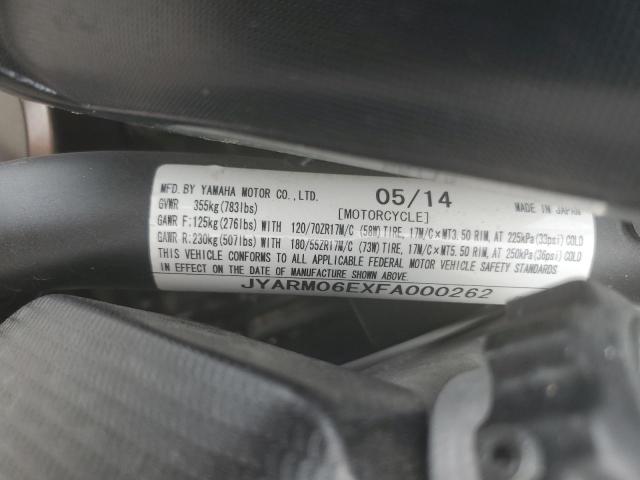 MFD. BY YAMAHA MOTOR CO., LTD. 05/14 MADE IN JAPAN
GVWR 355kg(783lbs) [MOTORCYCLE]
GAWR F:125kg(276lbs) WITH 120/70ZR17M/C (58W) TIRE, 17M/C×MT3.50 RIM, AT 225kPa(33psi) COLD
GAWR R:230kg(507lbs) WITH 180/55ZR17M/C (73W) TIRE, 17M/C×MT5.50 RIM, AT 250kPa(36psi) COLD
THIS VEHICLE CONFORMS TO ALL APPLICABLE FEDERAL MOTOR VEHICLE SAFETY STANDARDS
IN EFFECT ON THE DATE OF MANUFACTURE SHOWN ABOVE.
JYARM06EXFA000262